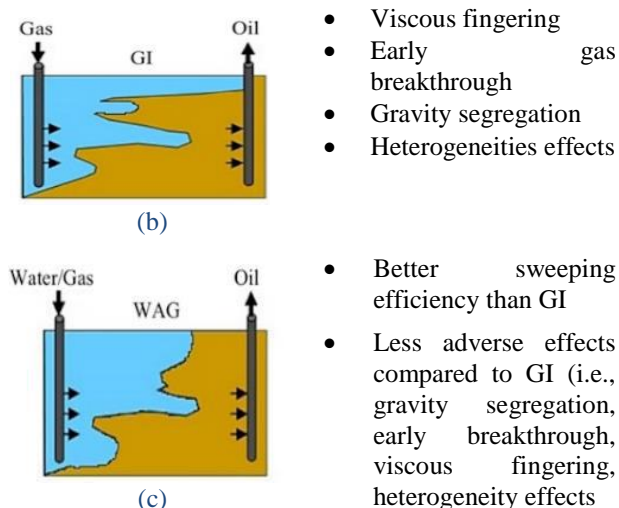 Gas
Oil
GI
(b)
• Viscous fingering
• Early gas
breakthrough
• Gravity segregation
• Heterogeneities effects
Water/Gas
Oil
WAG
(c)
• Better sweeping
efficiency than GI
• Less adverse effects
compared to GI (i.e.,
gravity segregation,
early breakthrough,
viscous fingering,
heterogeneity effects